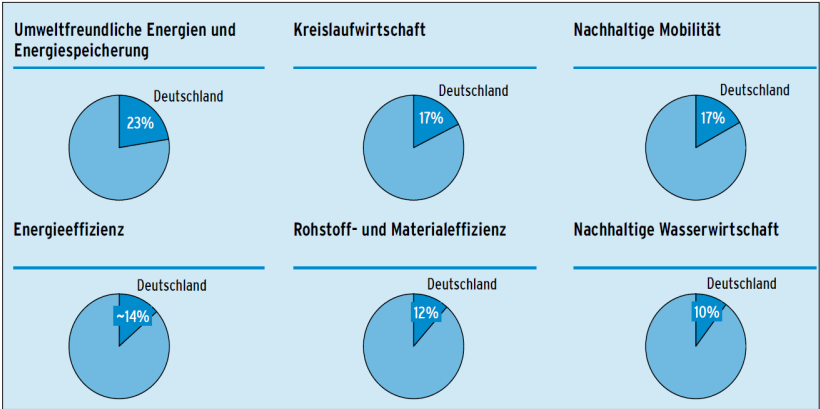 Umweltfreundliche Energien und
Energiespeicherung
Deutschland
23%
Kreislaufwirtschaft
Deutschland
17%
Nachhaltige Mobilität
Deutschland
17%
Energieeffizienz
Deutschland
~14%
Rohstoff- und Materialeffizienz
Deutschland
12%
Nachhaltige Wasserwirtschaft
Deutschland
10%